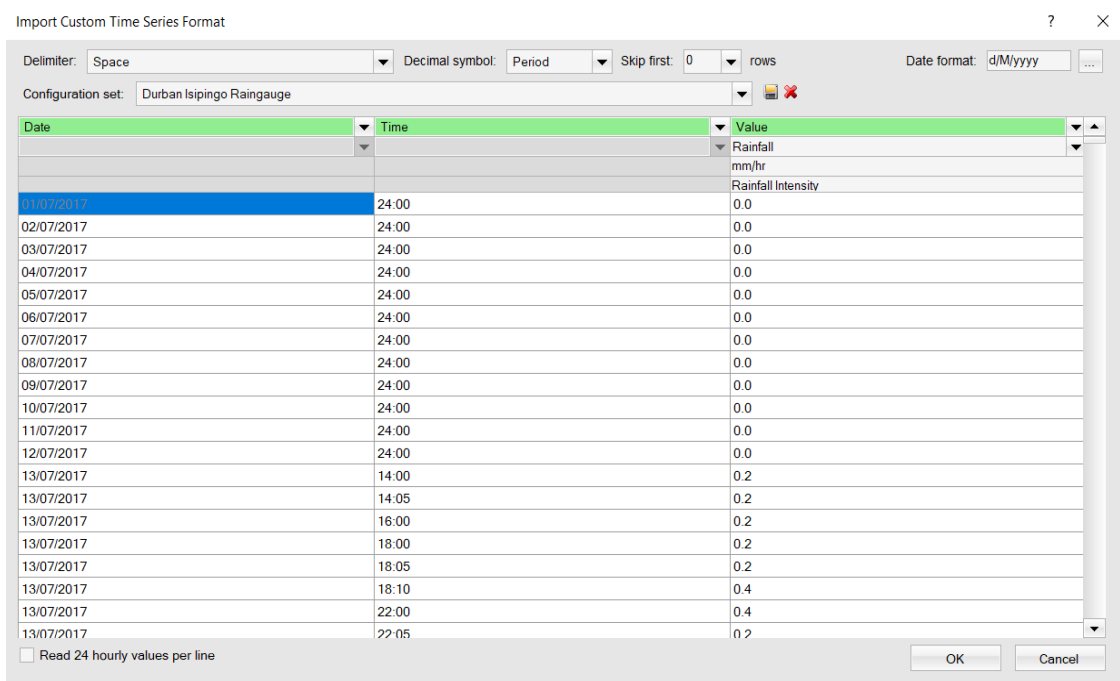 Import Custom Time Series Format ?
Delimiter: Space Decimal symbol: Period Skip first: 0 rows Date format: d/M/yyyy ...
Configuration set: Durban Isipingo Raingauge
Date Time Value
Rainfall
mm/hr
Rainfall Intensity
01/07/2017 24:00 0.0
02/07/2017 24:00 0.0
03/07/2017 24:00 0.0
04/07/2017 24:00 0.0
05/07/2017 24:00 0.0
06/07/2017 24:00 0.0
07/07/2017 24:00 0.0
08/07/2017 24:00 0.0
09/07/2017 24:00 0.0
10/07/2017 24:00 0.0
11/07/2017 24:00 0.0
12/07/2017 24:00 0.0
13/07/2017 14:00 0.2
13/07/2017 14:05 0.2
13/07/2017 16:00 0.2
13/07/2017 18:00 0.2
13/07/2017 18:05 0.2
13/07/2017 18:10 0.4
13/07/2017 22:00 0.4
13/07/2017 22:05 0.2
Read 24 hourly values per line OK Cancel